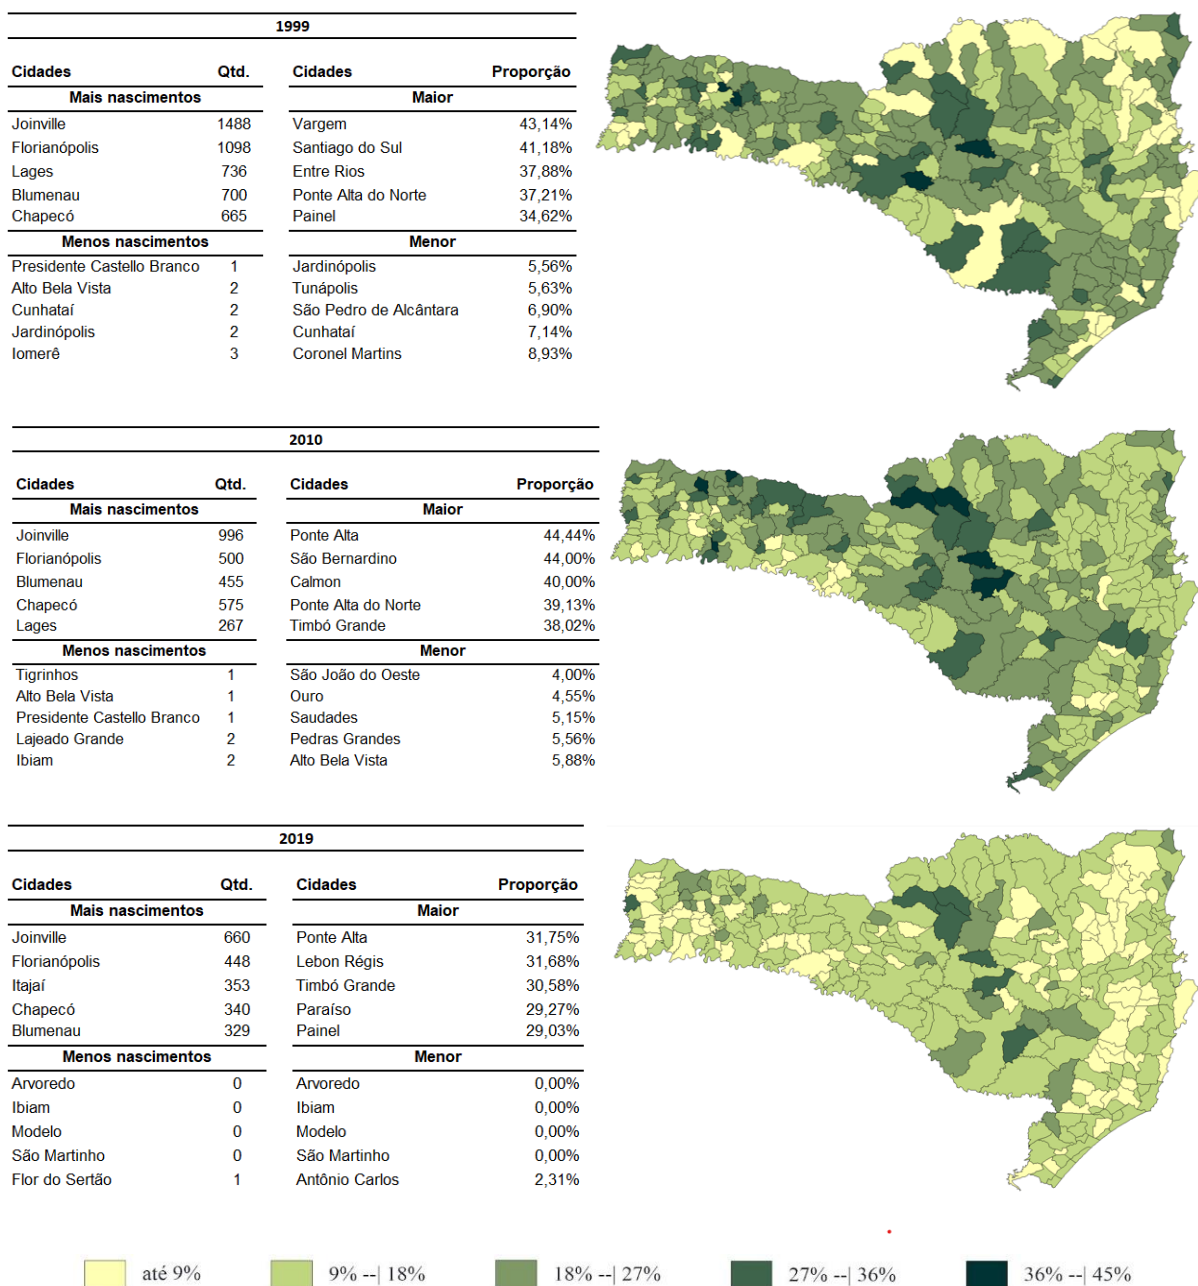 1999
Cidades Qtd. Cidades Proporção
Mais nascimentos Maior
Joinville 1488 Vargem 43,14%
Florianópolis 1098 Santiago do Sul 41,18%
Lages 736 Entre Rios 37,88%
Blumenau 700 Ponte Alta do Norte 37,21%
Chapecó 665 Painel 34,62%
Menos nascimentos Menor
Presidente Castello Branco 1 Jardinópolis 5,56%
Alto Bela Vista 2 Tunápolis 5,63%
Cunhataí 2 São Pedro de Alcântara 6,90%
Jardinópolis 2 Cunhataí 7,14%
Iomerê 3 Coronel Martins 8,93%
2010
Cidades Qtd. Cidades Proporção
Mais nascimentos Maior
Joinville 996 Ponte Alta 44,44%
Florianópolis 500 São Bernardino 44,00%
Blumenau 455 Calmon 40,00%
Chapecó 575 Ponte Alta do Norte 39,13%
Lages 267 Timbó Grande 38,02%
Menos nascimentos Menor
Tigrinhos 1 São João do Oeste 4,00%
Alto Bela Vista 1 Ouro 4,55%
Presidente Castello Branco 1 Saudades 5,15%
Lajeado Grande 2 Pedras Grandes 5,56%
Ibiam 2 Alto Bela Vista 5,88%
2019
Cidades Qtd. Cidades Proporção
Mais nascimentos Maior
Joinville 660 Ponte Alta 31,75%
Florianópolis 448 Lebon Régis 31,68%
Itajaí 353 Timbó Grande 30,58%
Chapecó 340 Paraíso 29,27%
Blumenau 329 Painel 29,03%
Menos nascimentos Menor
Arvoredo 0 Arvoredo 0,00%
Ibiam 0 Ibiam 0,00%
Modelo 0 Modelo 0,00%
São Martinho 0 São Martinho 0,00%
Flor do Sertão 1 Antônio Carlos 2,31%
até 9% 9% --| 18% 18% --| 27% 27% --| 36% 36% --| 45%